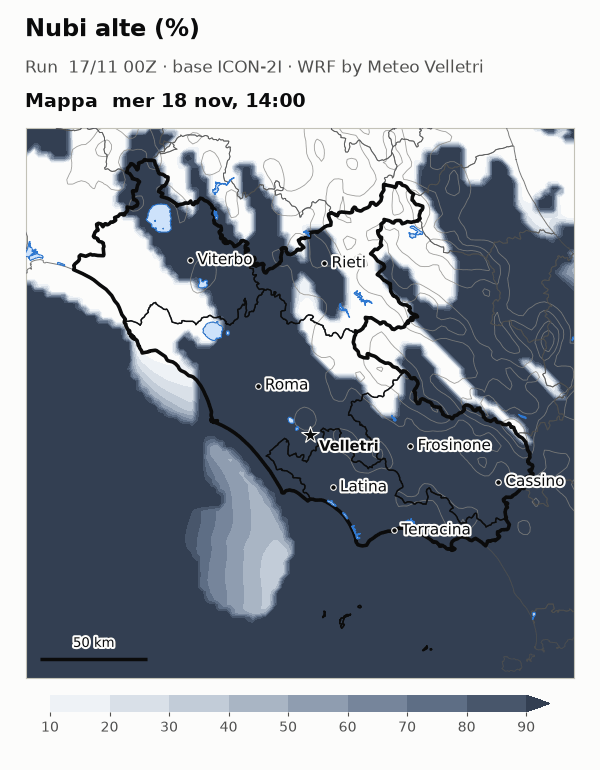 Nubi alte (%)
Run  17/11 00Z · base ICON-2I · WRF by Meteo Velletri
Mappa  mer 18 nov, 14:00
Viterbo
Rieti
Roma
Velletri
Frosinone
Latina
Cassino
Terracina
50 km
10 20 30 40 50 60 70 80 90